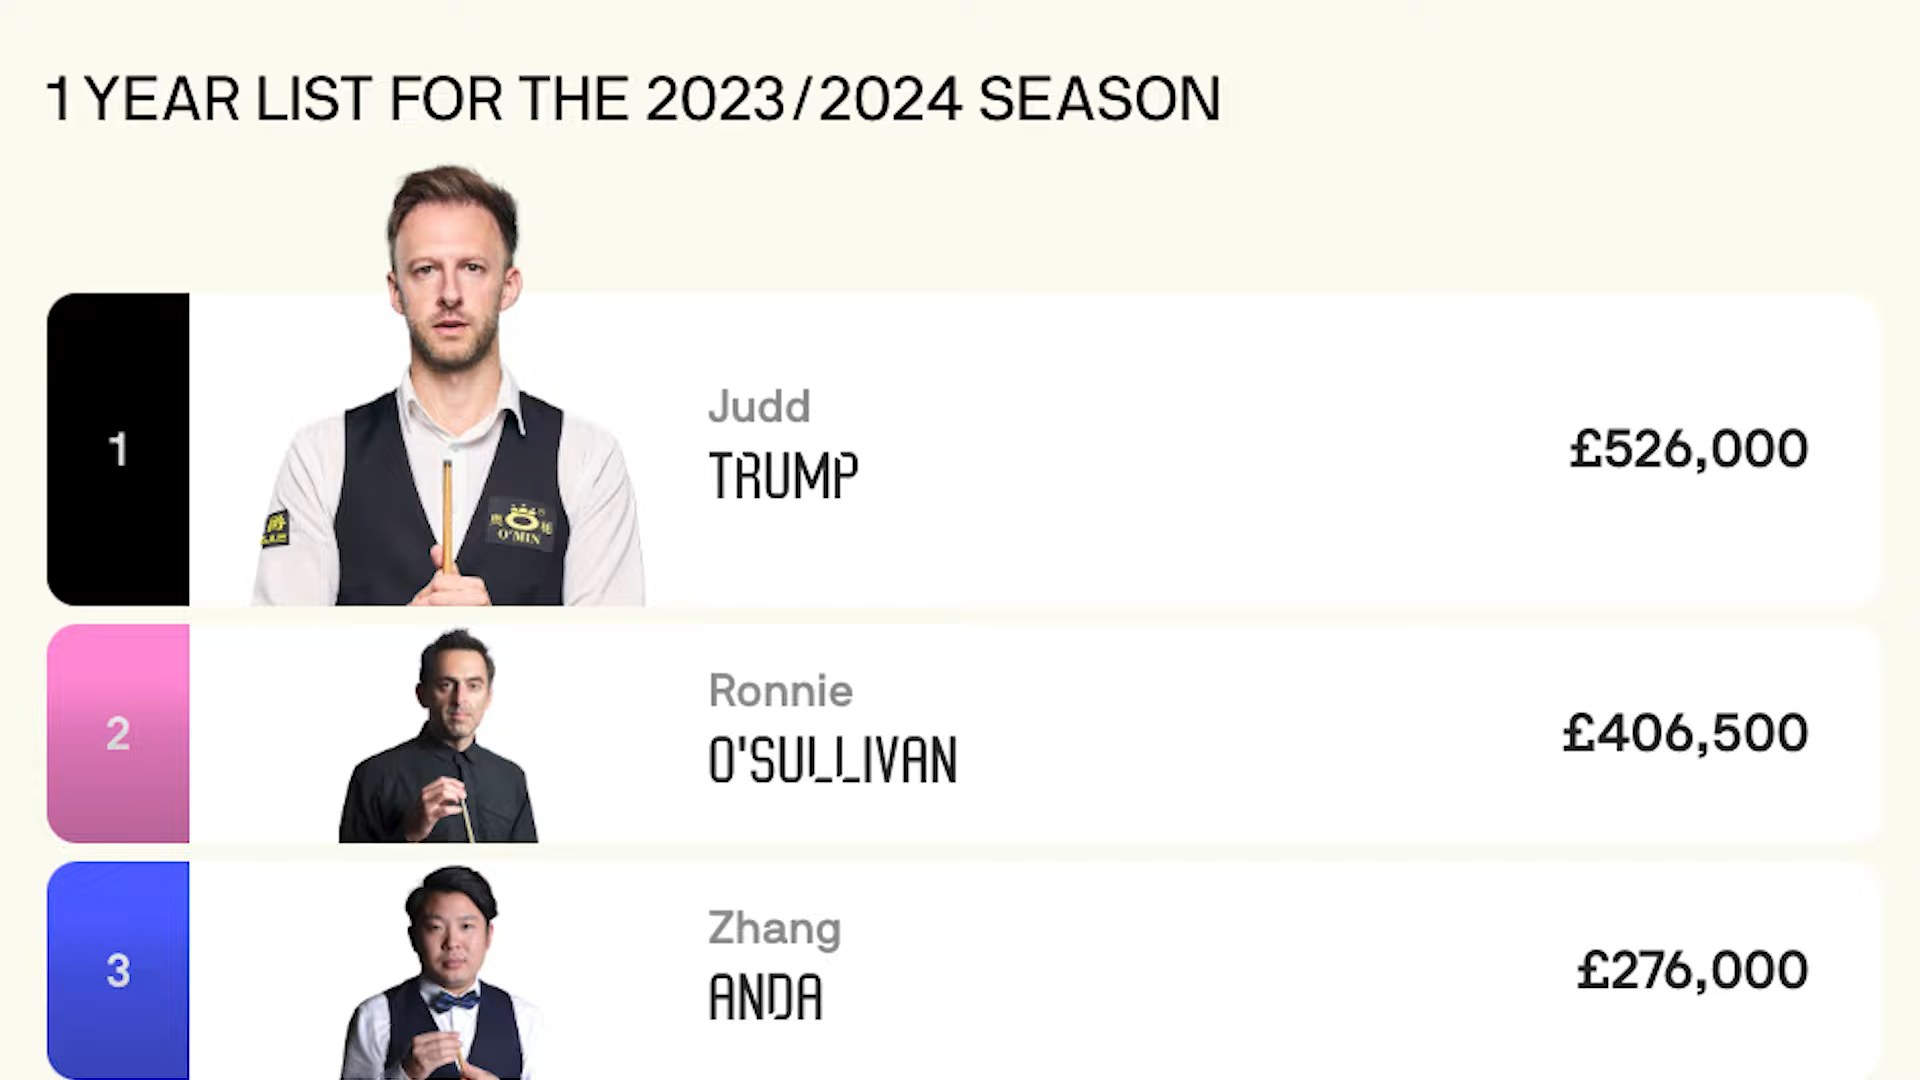 1 YEAR LIST FOR THE 2023/2024 SEASON
1
Judd
TRUMP
£526,000
O'MIN
2
Ronnie
O'SULLIVAN
£406,500
3
Zhang
ANDA
£276,000